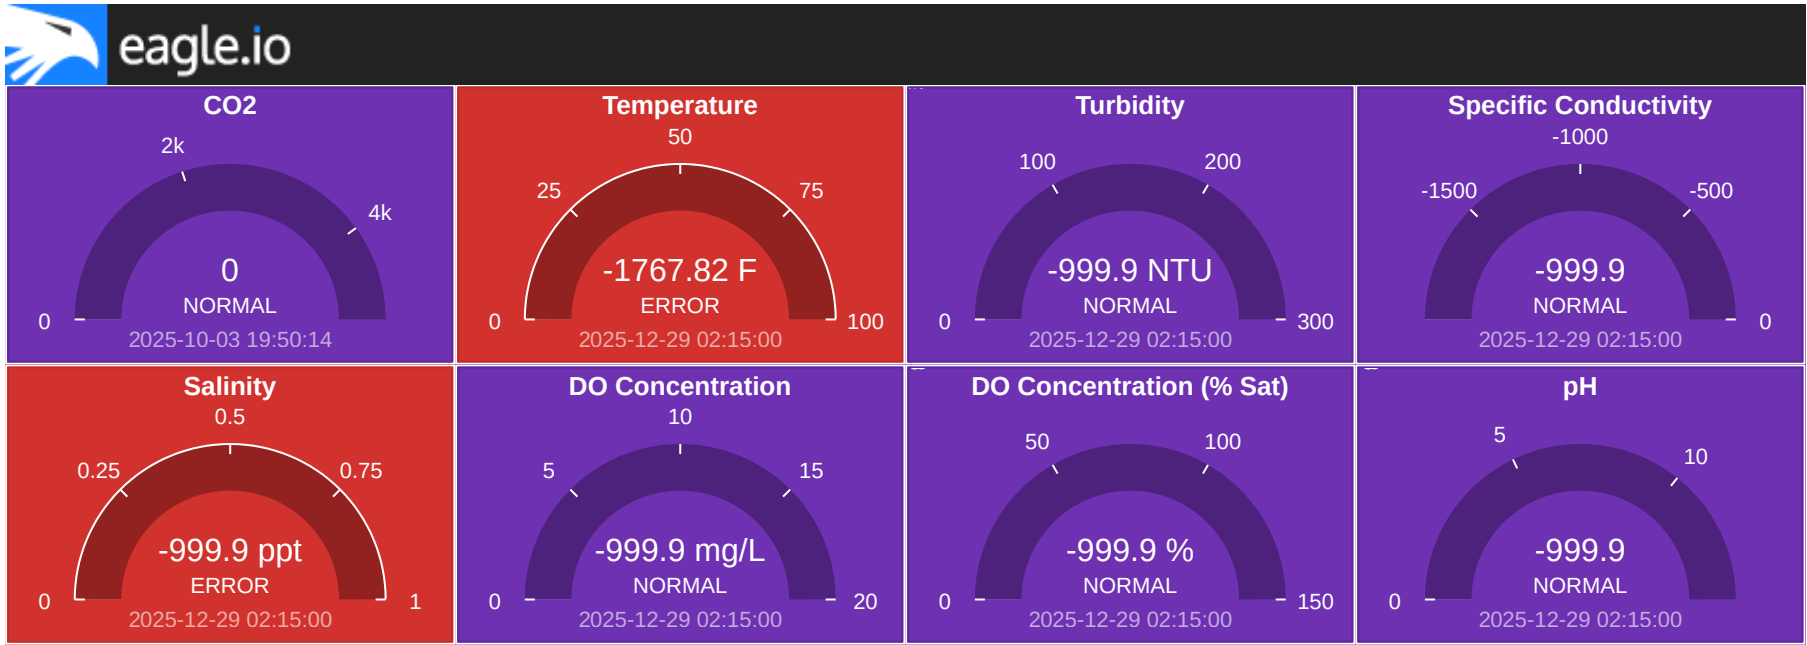 eagle.io
CO2
2k
4k
0
NORMAL
0
2025-10-03 19:50:14
Temperature
50
25
75
-1767.82 F
ERROR
0
100
2025-12-29 02:15:00
Turbidity
100
200
-999.9 NTU
NORMAL
0
300
2025-12-29 02:15:00
Specific Conductivity
-1000
-1500
-500
-999.9
NORMAL
0
2025-12-29 02:15:00
Salinity
0.5
0.25
0.75
-999.9 ppt
ERROR
0
1
2025-12-29 02:15:00
DO Concentration
10
5
15
-999.9 mg/L
NORMAL
0
20
2025-12-29 02:15:00
DO Concentration (% Sat)
50
100
-999.9 %
NORMAL
0
150
2025-12-29 02:15:00
pH
5
10
-999.9
NORMAL
0
2025-12-29 02:15:00